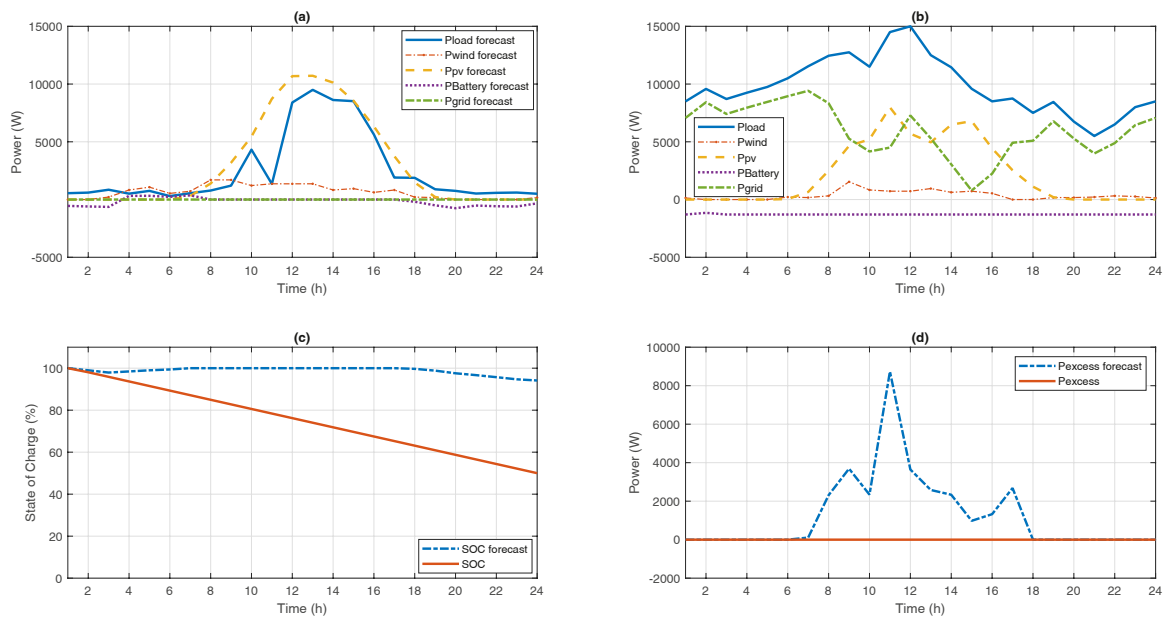 (a)
15000
10000
5000
0
-5000
Power (W)
2 4 6 8 10 12 14 16 18 20 22 24
Time (h)
Pload forecast
Pwind forecast
Ppv forecast
PBattery forecast
Pgrid forecast
(b)
15000
10000
5000
0
-5000
Power (W)
2 4 6 8 10 12 14 16 18 20 22 24
Time (h)
Pload
Pwind
Ppv
PBattery
Pgrid
(c)
100
80
60
40
20
0
State of Charge (%)
2 4 6 8 10 12 14 16 18 20 22 24
Time (h)
SOC forecast
SOC
(d)
10000
8000
6000
4000
2000
0
-2000
Power (W)
2 4 6 8 10 12 14 16 18 20 22 24
Time (h)
Pexcess forecast
Pexcess